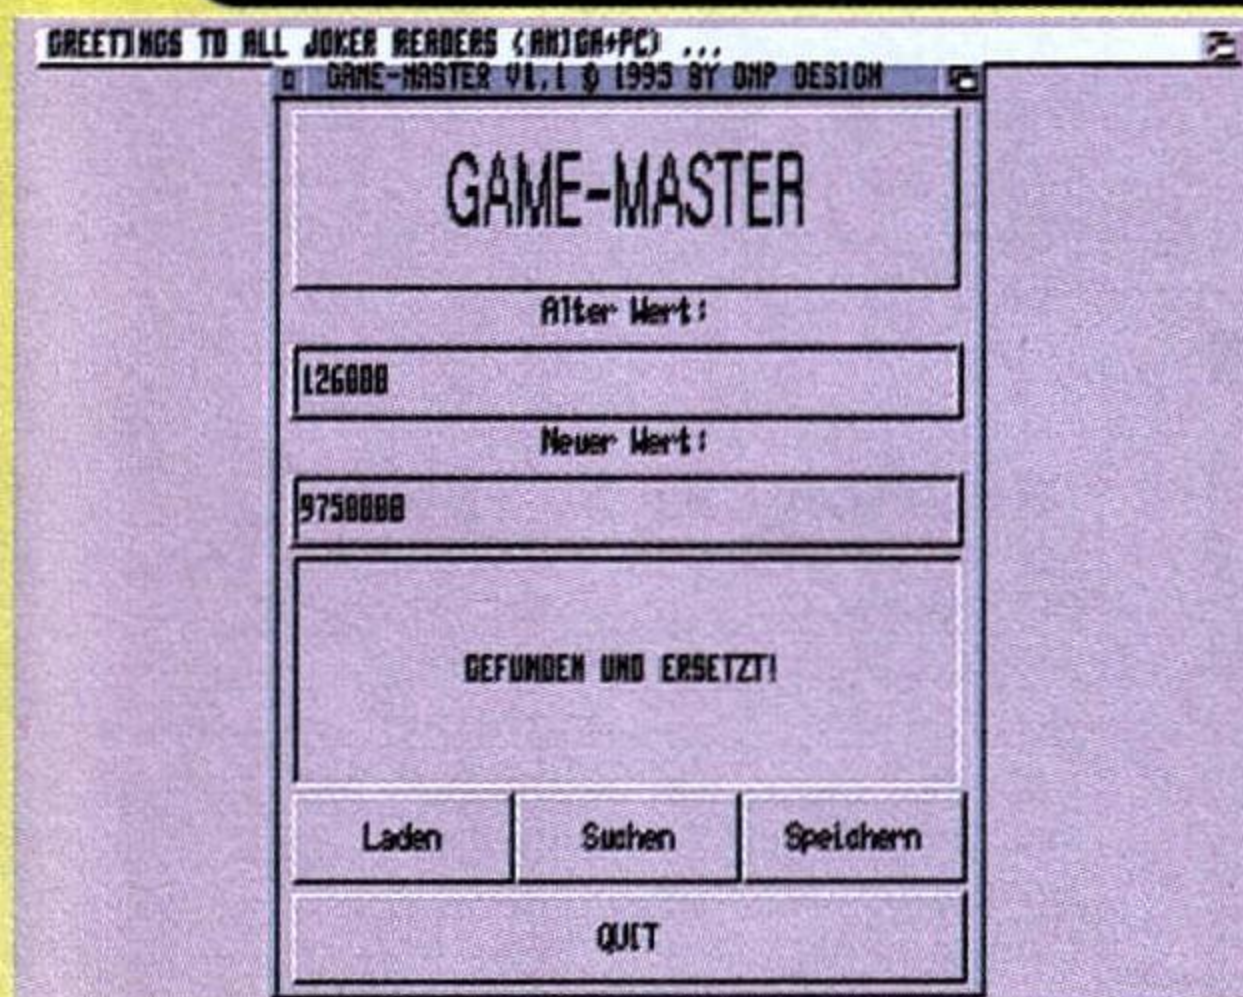 GREETINGS TO ALL JOKER READERS (AMIGA+PC) ...
GAME-MASTER V1.1 © 1995 BY DMP DESIGN
GAME-MASTER
Alter Wert:
126000
Neuer Wert:
9750000
GEFUNDEN UND ERSETZT!
Laden
Suchen
Speichern
QUIT